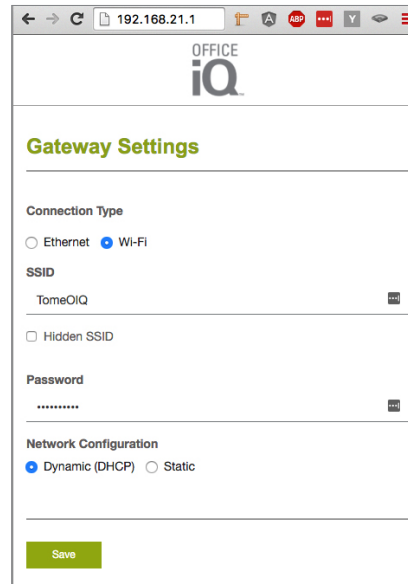 192.168.21.1
ABP
Y
OFFICE
iQ
Gateway Settings
Connection Type
Ethernet Wi-Fi
SSID
TomeOIQ
Hidden SSID
Password
••••••••••
Network Configuration
Dynamic (DHCP) Static
Save